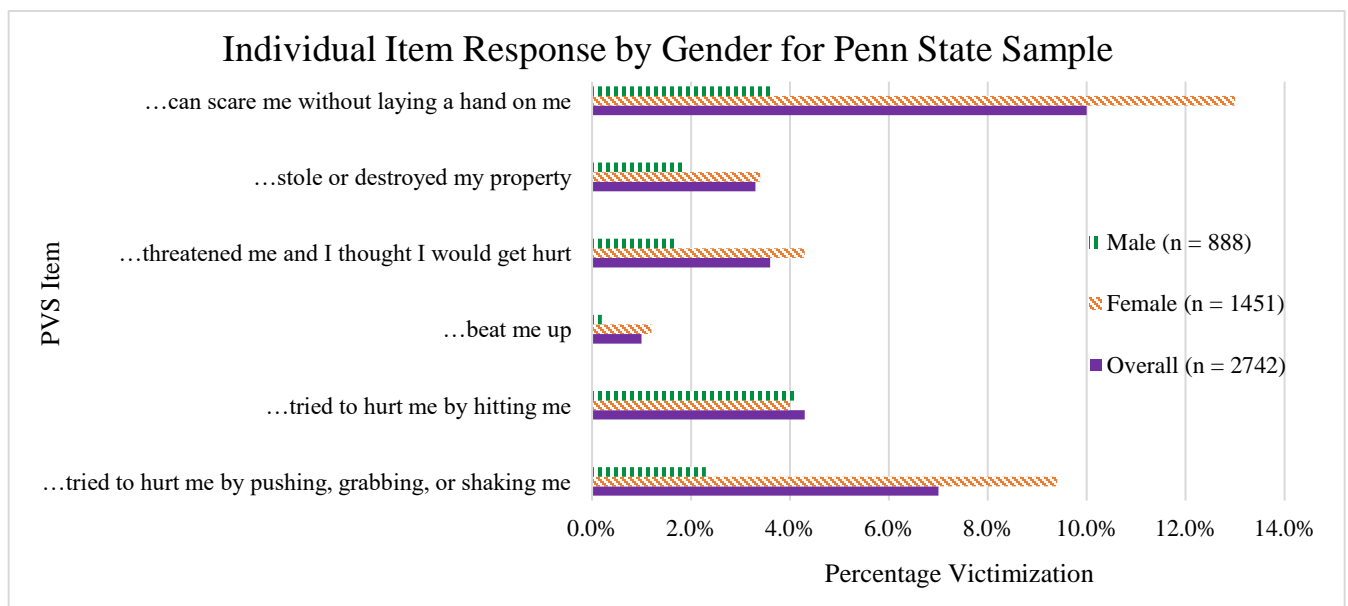 Individual Item Response by Gender for Penn State Sample
…can scare me without laying a hand on me
…stole or destroyed my property
…threatened me and I thought I would get hurt
…beat me up
…tried to hurt me by hitting me
…tried to hurt me by pushing, grabbing, or shaking me
PVS Item
Male (n = 888)
Female (n = 1451)
Overall (n = 2742)
0.0% 2.0% 4.0% 6.0% 8.0% 10.0% 12.0% 14.0%
Percentage Victimization